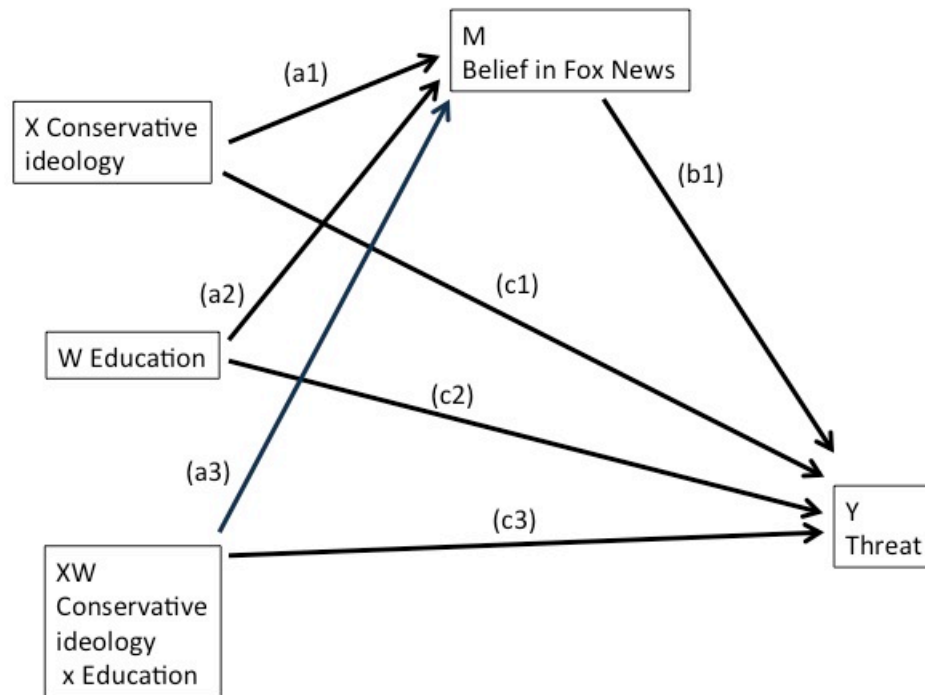 M
Belief in Fox News
(a1)
X Conservative
ideology
(b1)
(c1)
(a2)
W Education
(c2)
(a3)
(c3)
Y
Threat
XW
Conservative
ideology
x Education